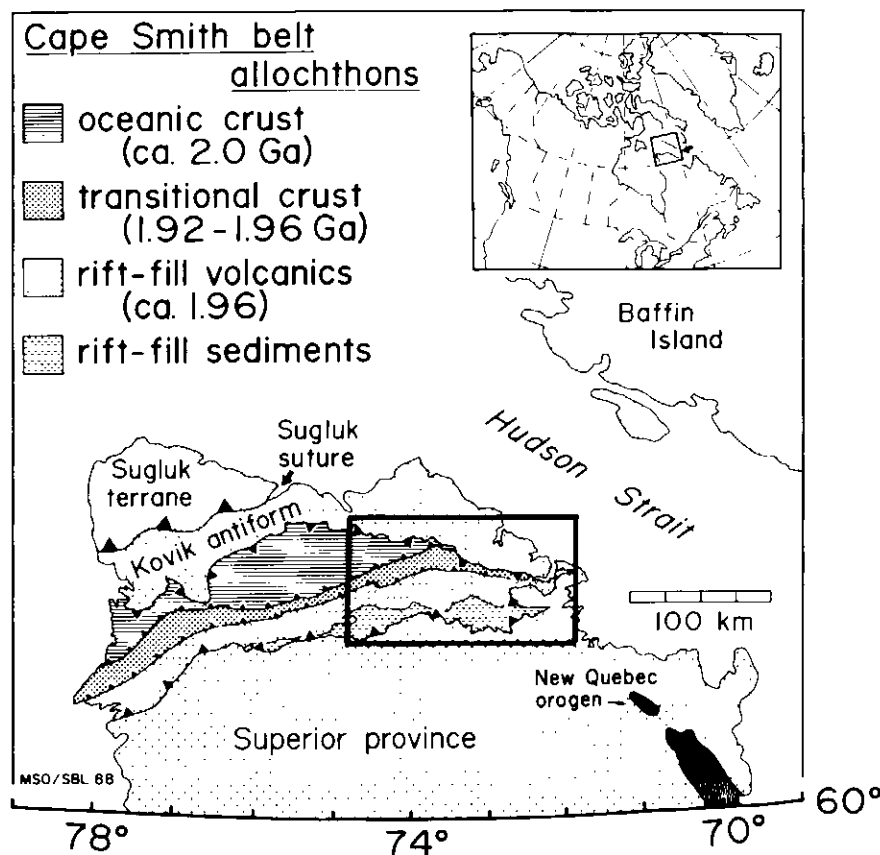 Cape Smith belt
allochthons
oceanic crust
(ca. 2.0 Ga)
transitional crust
(1.92-1.96 Ga)
rift-fill volcanics
(ca. 1.96)
rift-fill sediments
Baffin
Island
Hudson
Strait
Sugluk
suture
Sugluk
terrane
Kovik antiform
100 km
New Quebec
orogen
Superior province
MSO/SBL 88
60°
78°
74°
70°